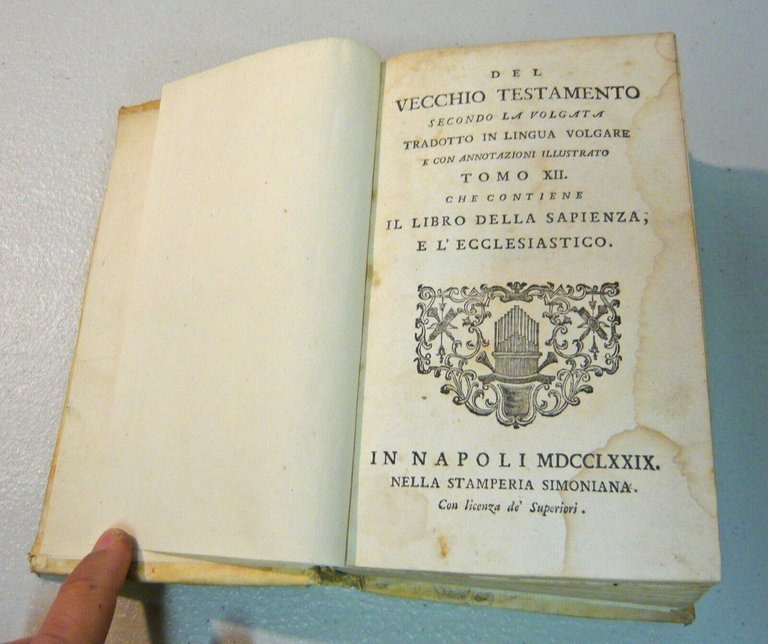 DEL
VECCHIO TESTAMENTO
SECONDO LA VOLGATA
TRADOTTO IN LINGUA VOLGARE
E CON ANNOTAZIONI ILLUSTRATO
TOMO XII.
CHE CONTIENE
IL LIBRO DELLA SAPIENZA;
E L' ECCLESIASTICO.
IN NAPOLI MDCCLXXIX.
NELLA STAMPERIA SIMONIANA.
Con licenza de' Superiori.